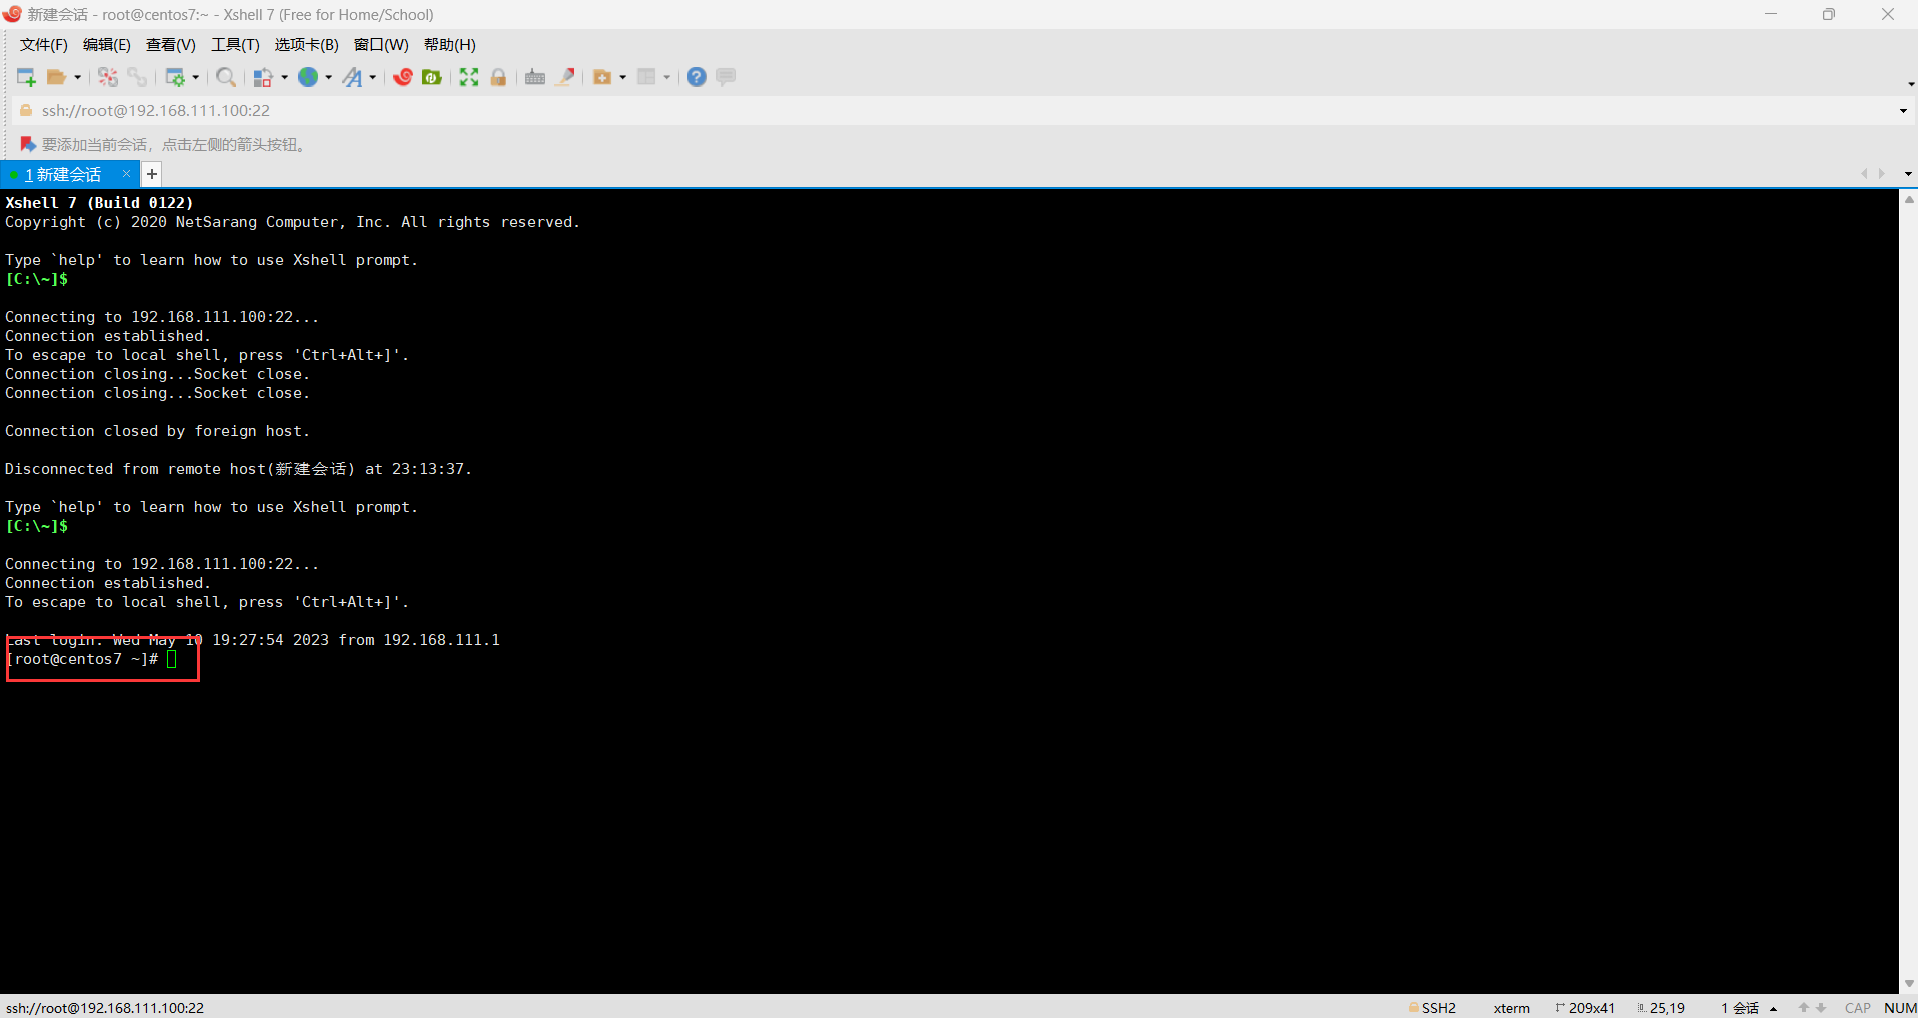 新建会话 - root@centos7:~ - Xshell 7 (Free for Home/School)
文件(F) 编辑(E) 查看(V) 工具(T) 选项卡(B) 窗口(W) 帮助(H)
ssh://root@192.168.111.100:22
要添加当前会话，点击左侧的箭头按钮。
1 新建会话 × +
Xshell 7 (Build 0122)
Copyright (c) 2020 NetSarang Computer, Inc. All rights reserved.
Type `help' to learn how to use Xshell prompt.
[C:\~]$
Connecting to 192.168.111.100:22...
Connection established.
To escape to local shell, press 'Ctrl+Alt+]'.
Connection closing...Socket close.
Connection closing...Socket close.
Connection closed by foreign host.
Disconnected from remote host(新建会话) at 23:13:37.
Type `help' to learn how to use Xshell prompt.
[C:\~]$
Connecting to 192.168.111.100:22...
Connection established.
To escape to local shell, press 'Ctrl+Alt+]'.
Last login: Wed May 10 19:27:54 2023 from 192.168.111.1
[root@centos7 ~]#
ssh://root@192.168.111.100:22 SSH2 xterm 209x41 25,19 1 会话 CAP NUM